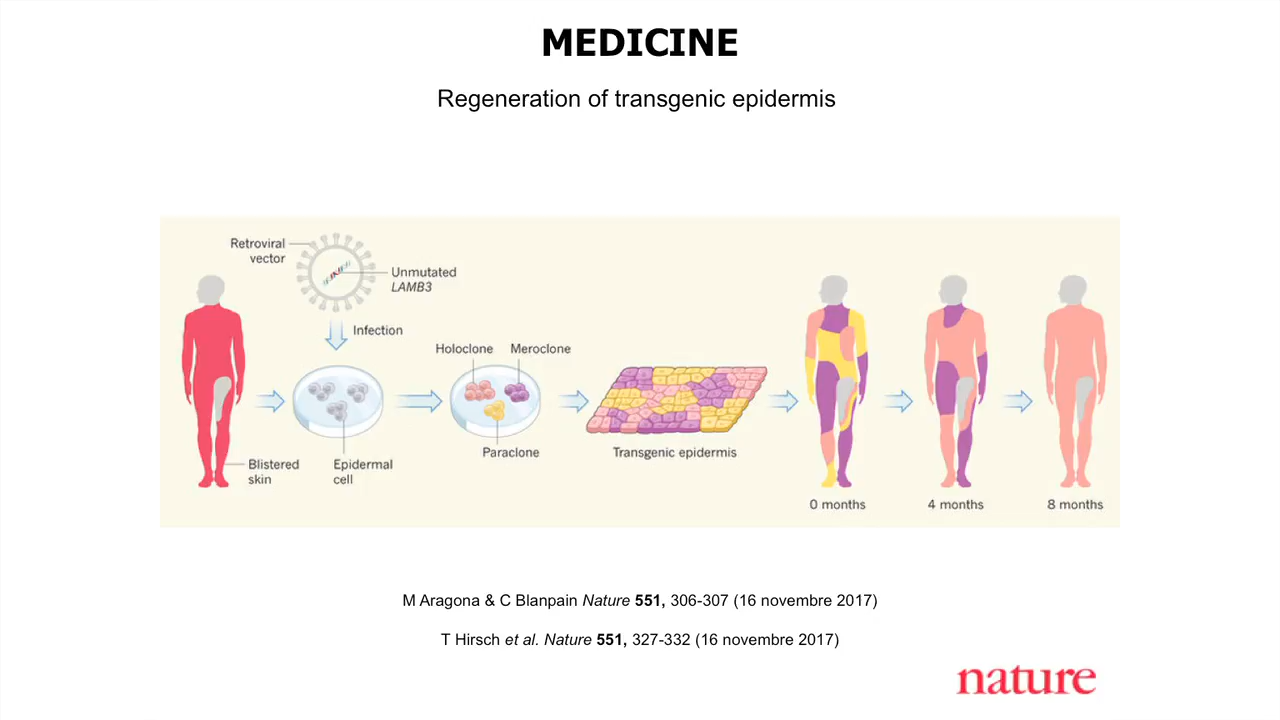 MEDICINE
Regeneration of transgenic epidermis
Retroviral
vector
Unmutated
LAMB3
Infection
Holoclone
Meroclone
Blistered
skin
Epidermal
cell
Paraclone
Transgenic epidermis
0 months
4 months
8 months
M Aragona & C Blanpain Nature 551, 306-307 (16 novembre 2017)
T Hirsch et al. Nature 551, 327-332 (16 novembre 2017)
nature